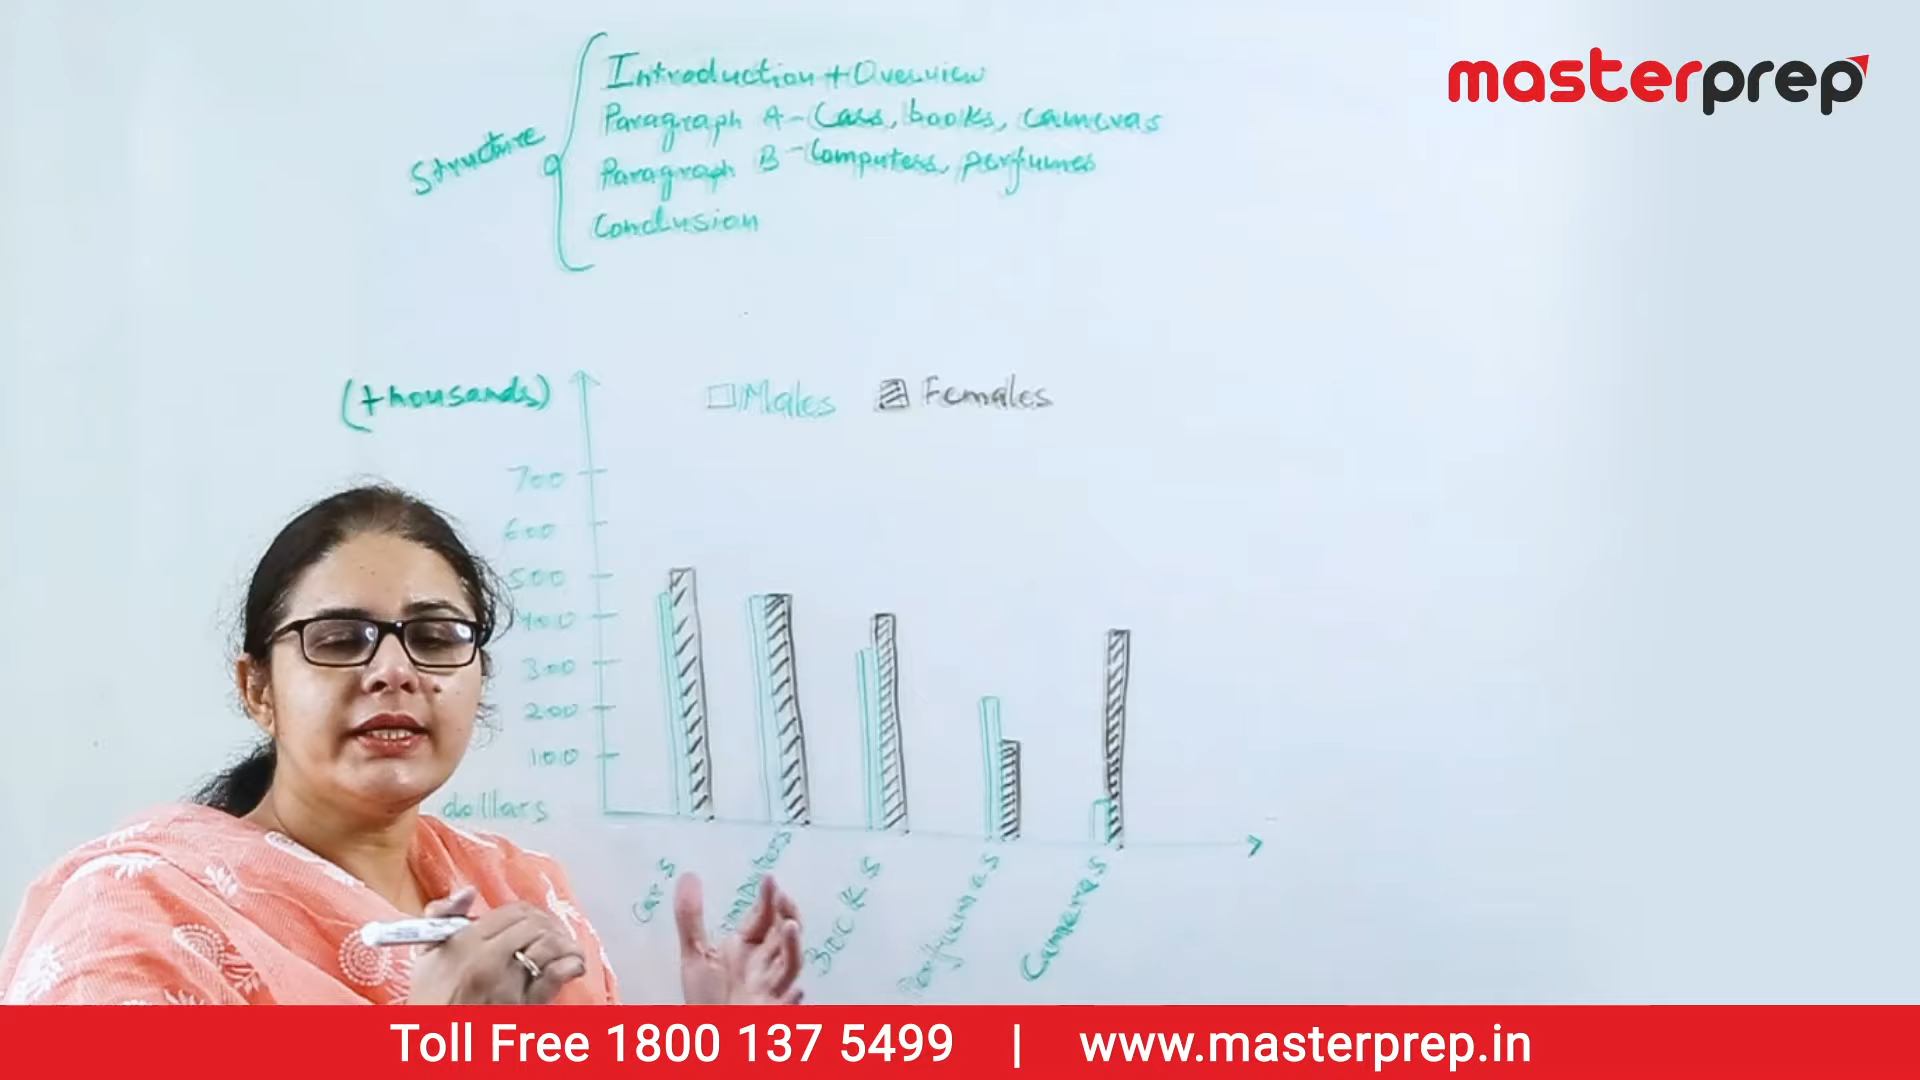 masterprep
Structure
Introduction + Overview
Paragraph A - Cars, books, cameras
Paragraph B - Computers, perfumes
Conclusion
(thousands)
Males
Females
700
600
500
400
300
200
100
dollars
Cars
Books
Perfumes
Cameras
Toll Free 1800 137 5499 | www.masterprep.in